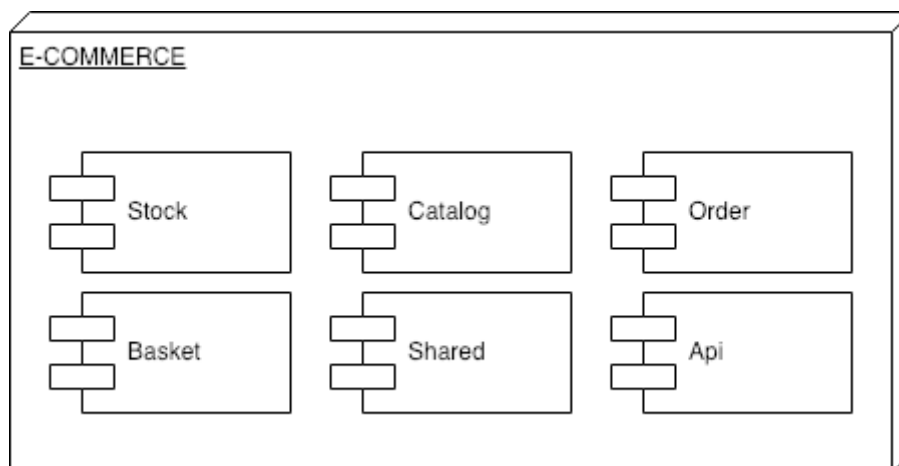 E-COMMERCE
Stock
Catalog
Order
Basket
Shared
Api